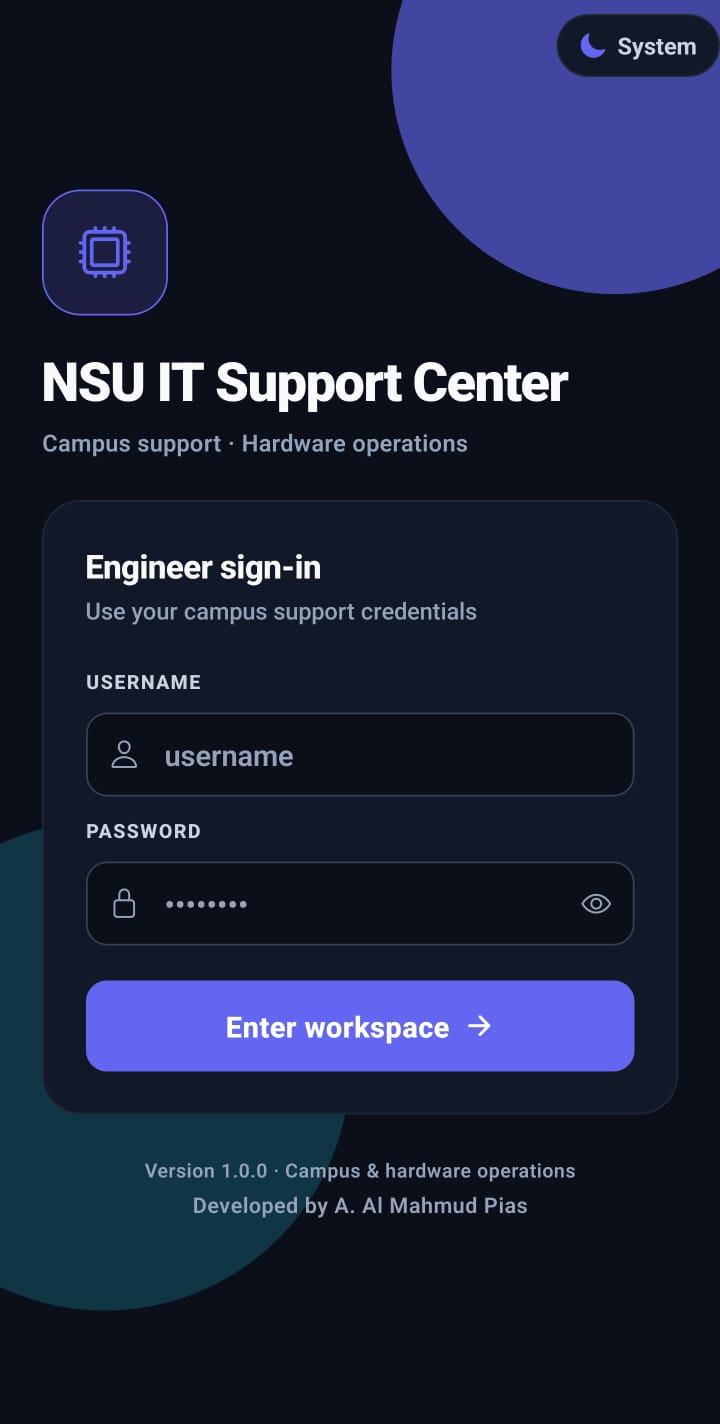 System
NSU IT Support Center
Campus support · Hardware operations
Engineer sign-in
Use your campus support credentials
USERNAME
username
PASSWORD
••••••••
Enter workspace →
Version 1.0.0 · Campus & hardware operations
Developed by A. Al Mahmud Pias